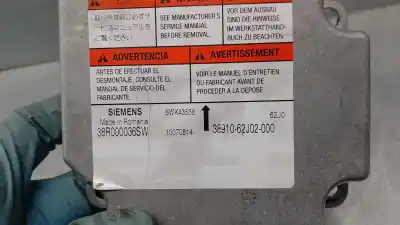 SEE MANUFACTURER'S
SERVICE MANUAL
BEFORE REMOVAL.
VOR DEM AUSBAU
SIND DIE HINWEISE
IM WERKSTATTHAND-
BUCH ZU BEACHTEN.
ADVERTENCIA
AVERTISSEMENT
ANTES DE EFECTUAR EL
DESMONTAJE, CONSULTE EL
MANUAL DE SERVICIO DEL
FABRICANTE.
VOIR LE MANUEL D'ENTRETIEN
DU FABRICANT AVANT DE
PROCEDER A LA DEPOSE.
SIEMENS
5WK43636
62J0
Made in Romania
38R000036SW
10070814
38910-62J02-000